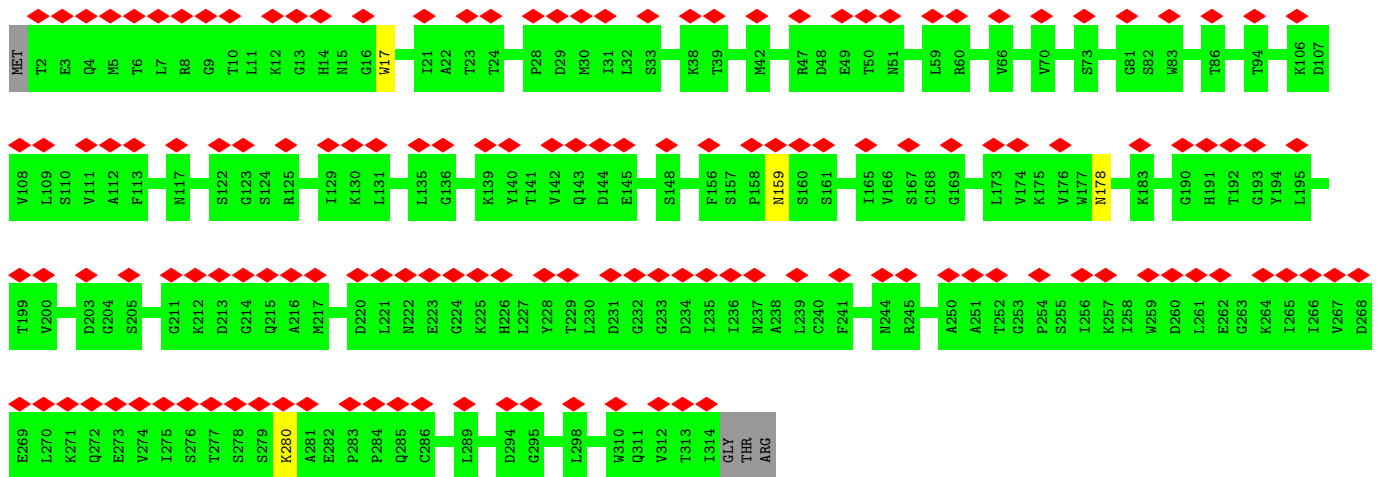 MET T2 E3 Q4 M5 T6 L7 R8 G9 T10 L11 K12 G13 H14 N15 G16 W17 I21 A22 T23 T24 P28 D29 M30 I31 L32 S33 K38 T39 M42 R47 D48 E49 T50 N51 L59 R60 V66 V70 S73 G81 S82 W83 T86 T94 K106 D107
V108 L109 S110 V111 A112 F113 N117 S122 G123 S124 R125 I129 K130 L131 L135 G136 K139 Y140 T141 V142 Q143 D144 E145 S148 F156 S157 P158 N159 S160 S161 I165 V166 S167 C168 G169 L173 V174 K175 V176 W177 N178 K183 G190 H191 T192 G193 Y194 L195
T199 V200 D203 G204 S205 G211 K212 D213 G214 Q215 A216 M217 D220 L221 N222 E223 G224 K225 H226 L227 Y228 T229 L230 D231 G232 G233 D234 I235 I236 N237 A238 L239 C240 F241 N244 R245 A250 A251 T252 G253 P254 S255 I256 K257 I258 W259 D260 L261 E262 G263 K264 I265 I266 V267 D268
E269 L270 K271 Q272 E273 V274 I275 S276 T277 S278 S279 K280 A281 E282 P283 P284 Q285 C286 L289 D294 G295 L298 W310 Q311 V312 T313 I314 GLY THR ARG